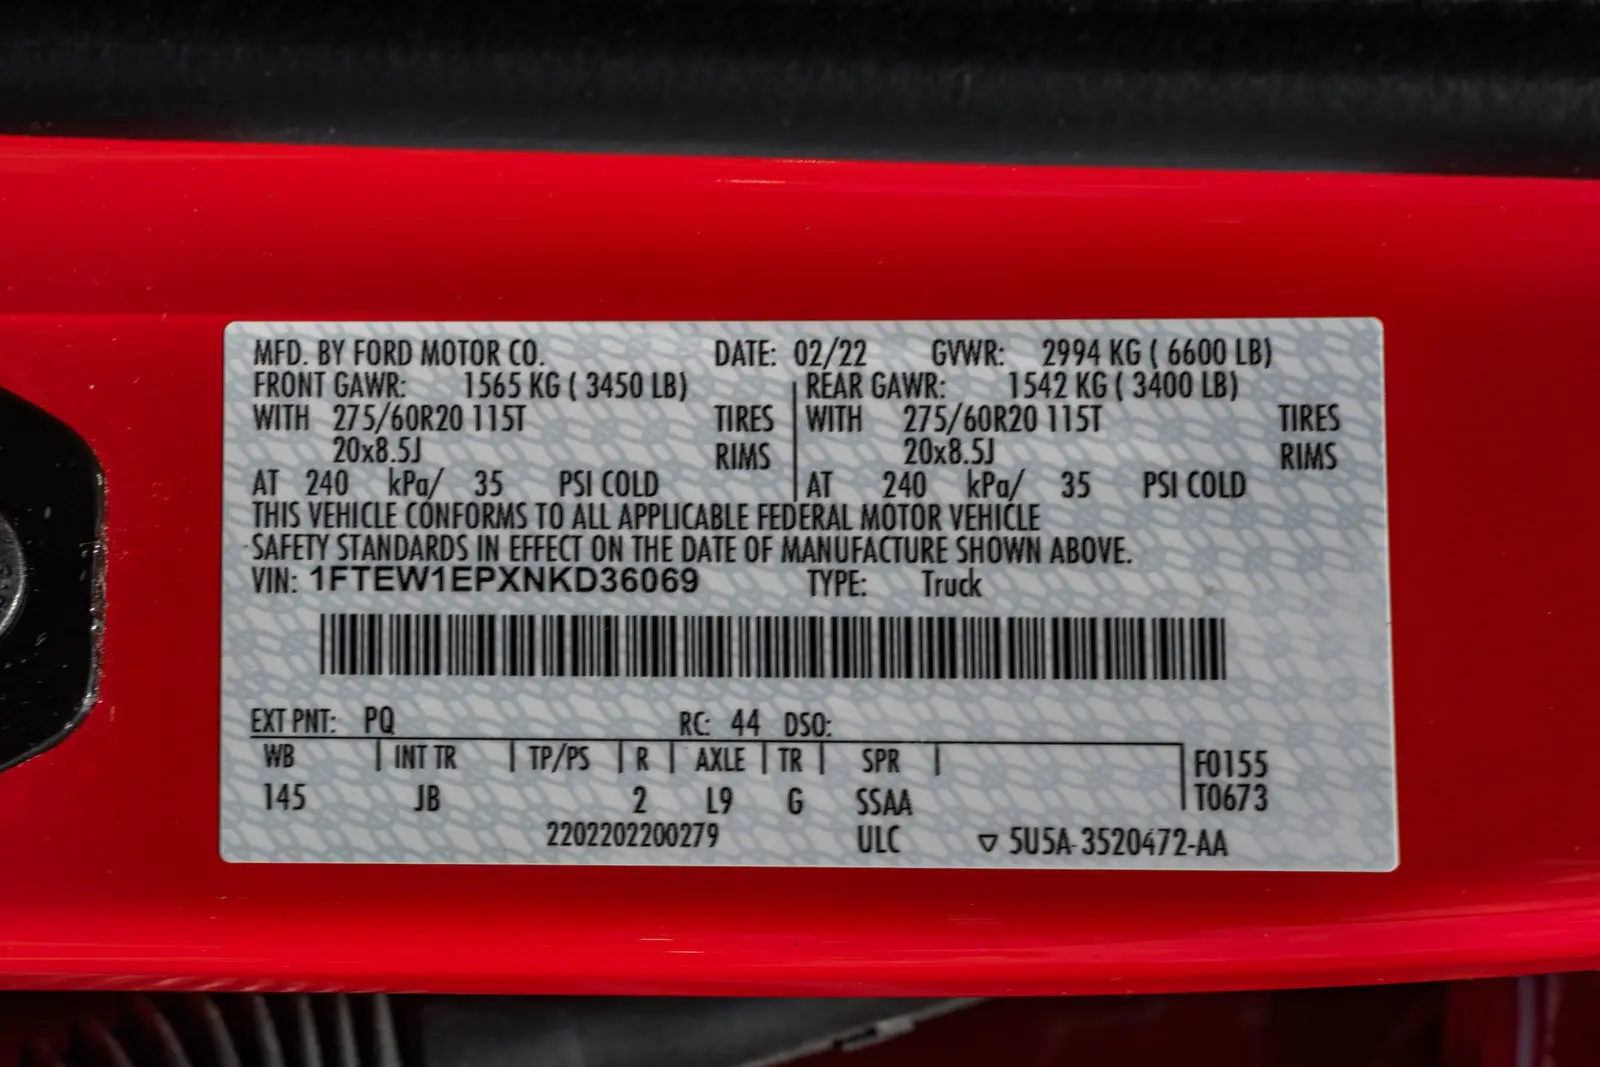 MFD. BY FORD MOTOR CO. DATE: 02/22 GVWR: 2994 KG ( 6600 LB)
FRONT GAWR: 1565 KG ( 3450 LB) REAR GAWR: 1542 KG ( 3400 LB)
WITH 275/60R20 115T TIRES WITH 275/60R20 115T TIRES
20x8.5J RIMS 20x8.5J RIMS
AT 240 kPa/ 35 PSI COLD AT 240 kPa/ 35 PSI COLD
THIS VEHICLE CONFORMS TO ALL APPLICABLE FEDERAL MOTOR VEHICLE
SAFETY STANDARDS IN EFFECT ON THE DATE OF MANUFACTURE SHOWN ABOVE.
VIN: 1FTEW1EPXNKD36069 TYPE: Truck
EXT PNT: PQ RC: 44 DSO:
WB INT TR TP/PS R AXLE TR SPR F0155
145 JB 2 L9 G SSAA T0673
2202202200279 ULC ▽ 5U5A-3520472-AA